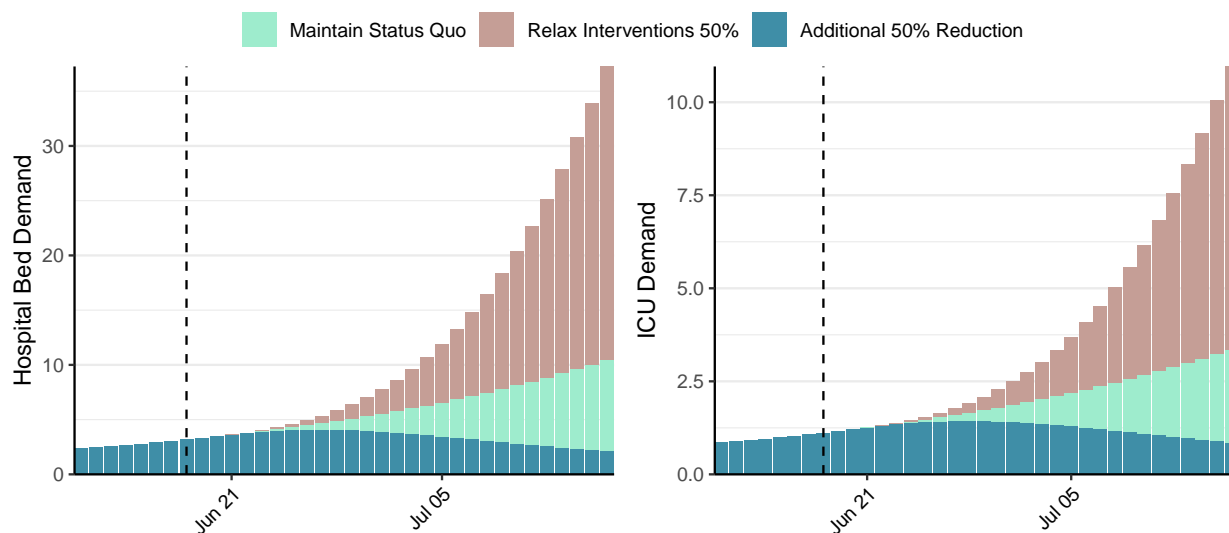 Maintain Status Quo Relax Interventions 50% Additional 50% Reduction
Hospital Bed Demand
30
20
10
0
Jun 21
Jul 05
ICU Demand
10.0
7.5
5.0
2.5
0.0
Jun 21
Jul 05